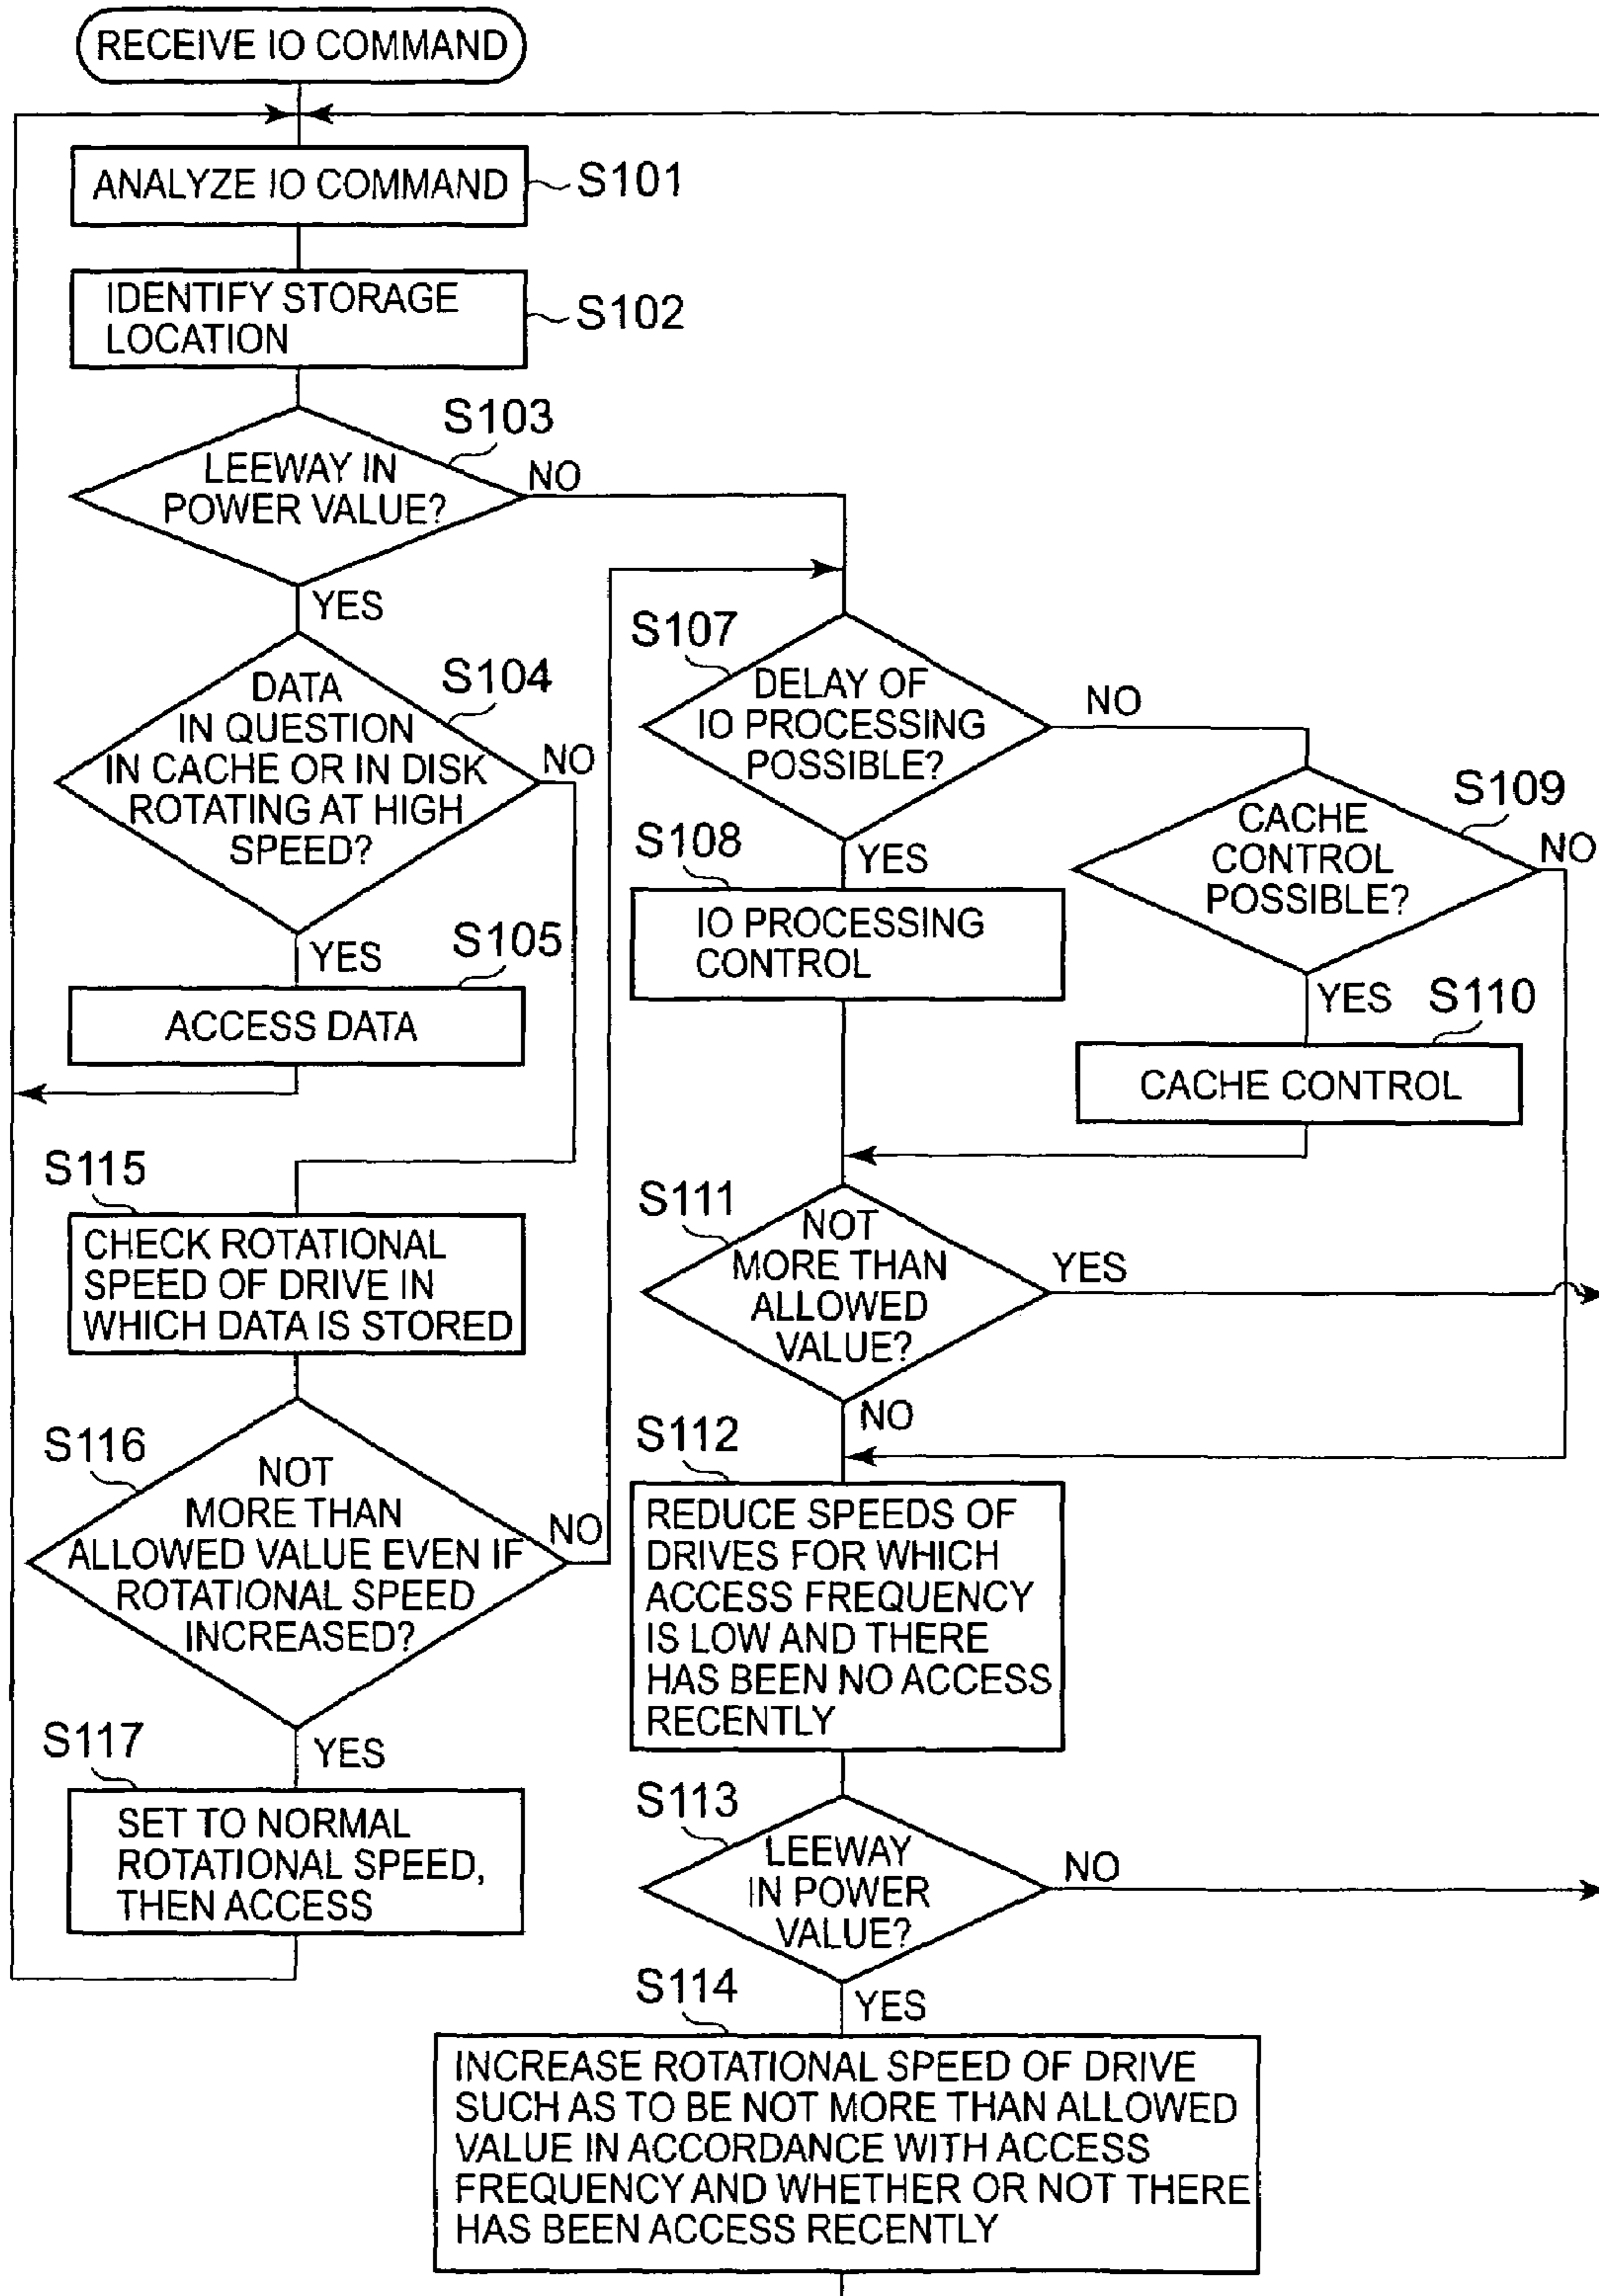 RECEIVE IO COMMAND
ANALYZE IO COMMAND
S101
IDENTIFY STORAGE
LOCATION
S102
S103
LEEWAY IN
POWER VALUE?
NO
YES
S104
DATA
IN QUESTION
IN CACHE OR IN DISK
ROTATING AT HIGH
SPEED?
NO
YES
S105
ACCESS DATA
S115
CHECK ROTATIONAL
SPEED OF DRIVE IN
WHICH DATA IS STORED
S116
NOT
MORE THAN
ALLOWED VALUE EVEN IF
ROTATIONAL SPEED
INCREASED?
NO
YES
S117
SET TO NORMAL
ROTATIONAL SPEED,
THEN ACCESS
S107
DELAY OF
IO PROCESSING
POSSIBLE?
NO
YES
S108
IO PROCESSING
CONTROL
S109
CACHE
CONTROL
POSSIBLE?
NO
YES
S110
CACHE CONTROL
S111
NOT
MORE THAN
ALLOWED
VALUE?
YES
NO
S112
REDUCE SPEEDS OF
DRIVES FOR WHICH
ACCESS FREQUENCY
IS LOW AND THERE
HAS BEEN NO ACCESS
RECENTLY
S113
LEEWAY
IN POWER
VALUE?
NO
YES
S114
INCREASE ROTATIONAL SPEED OF DRIVE
SUCH AS TO BE NOT MORE THAN ALLOWED
VALUE IN ACCORDANCE WITH ACCESS
FREQUENCY AND WHETHER OR NOT THERE
HAS BEEN ACCESS RECENTLY